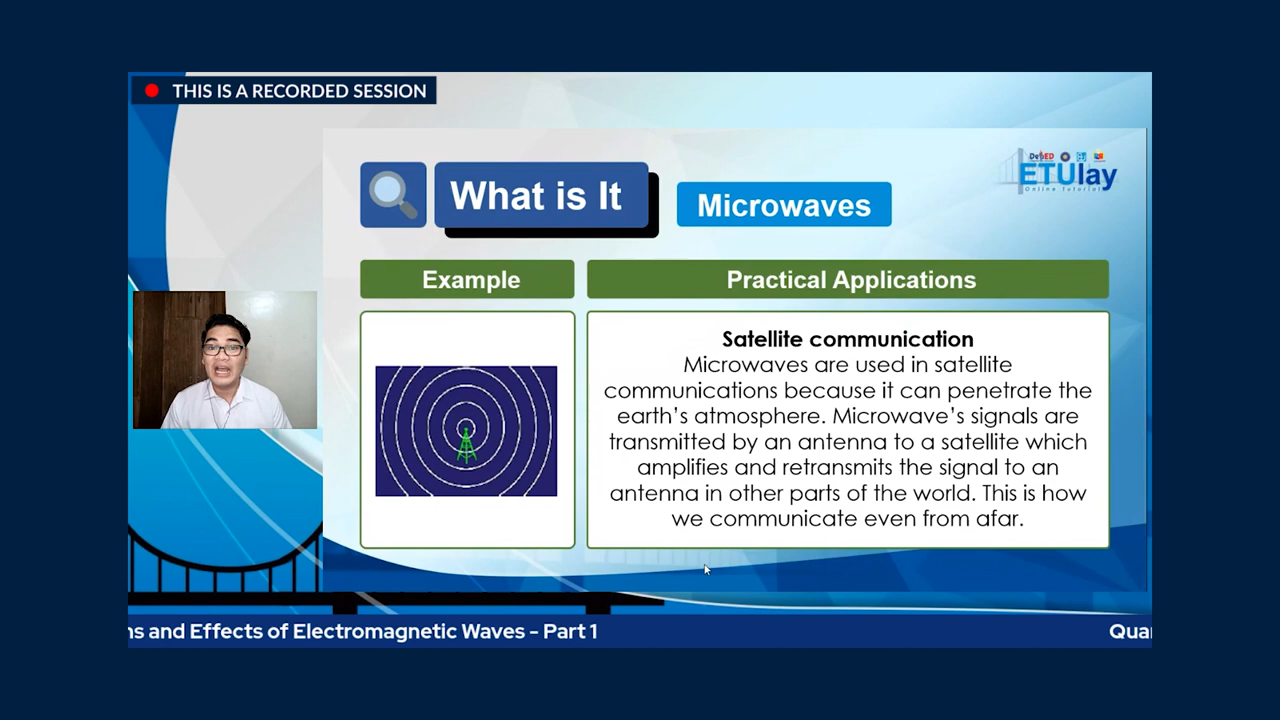 THIS IS A RECORDED SESSION
DepED
ETUlay
Online Tutorial
What is It
Microwaves
Example
Practical Applications
Satellite communication
Microwaves are used in satellite
communications because it can penetrate the
earth's atmosphere. Microwave's signals are
transmitted by an antenna to a satellite which
amplifies and retransmits the signal to an
antenna in other parts of the world. This is how
we communicate even from afar.
ns and Effects of Electromagnetic Waves - Part 1
Qua